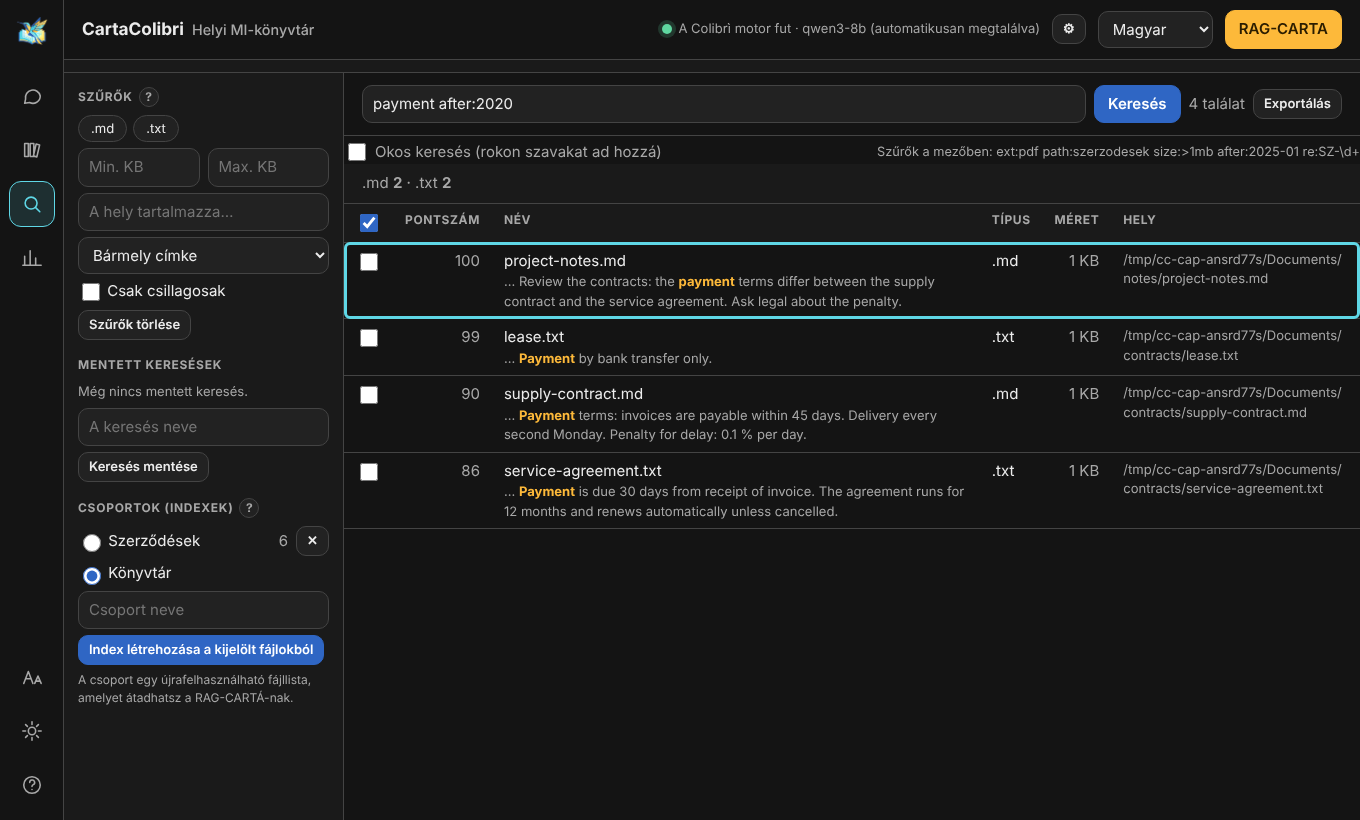 CartaColibri Helyi MI-könyvtár
A Colibrì motor fut · qwen3-8b (automatikusan megtalálva)
Magyar
RAG-CARTA
SZŰRŐK ?
.md .txt
Min. KB Max. KB
A hely tartalmazza...
Bármely címke
Csak csillagosak
Szűrők törlése
MENTETT KERESÉSEK
Még nincs mentett keresés.
A keresés neve
Keresés mentése
CSOPORTOK (INDEXEK) ?
Szerződések 6 ✕
Könyvtár
Csoport neve
Index létrehozása a kijelölt fájlokból
A csoport egy újrafelhasználható fájllista,
amelyet átadhatsz a RAG-CARTÁ-nak.
payment after:2020
Keresés
4 találat
Exportálás
Okos keresés (rokon szavakat ad hozzá)
Szűrők a mezőben: ext:pdf path:szerzodesek size:>1mb after:2025-01 re:SZ-\d+
.md 2 · .txt 2
PONTSZÁM NÉV TÍPUS MÉRET HELY
100 project-notes.md .md 1 KB /tmp/cc-cap-ansrd77s/Documents/
notes/project-notes.md
... Review the contracts: the payment terms differ between the supply
contract and the service agreement. Ask legal about the penalty.
99 lease.txt .txt 1 KB /tmp/cc-cap-ansrd77s/Documents/
contracts/lease.txt
... Payment by bank transfer only.
90 supply-contract.md .md 1 KB /tmp/cc-cap-ansrd77s/Documents/
contracts/supply-contract.md
... Payment terms: invoices are payable within 45 days. Delivery every
second Monday. Penalty for delay: 0.1 % per day.
86 service-agreement.txt .txt 1 KB /tmp/cc-cap-ansrd77s/Documents/
contracts/service-agreement.txt
... Payment is due 30 days from receipt of invoice. The agreement runs for
12 months and renews automatically unless cancelled.